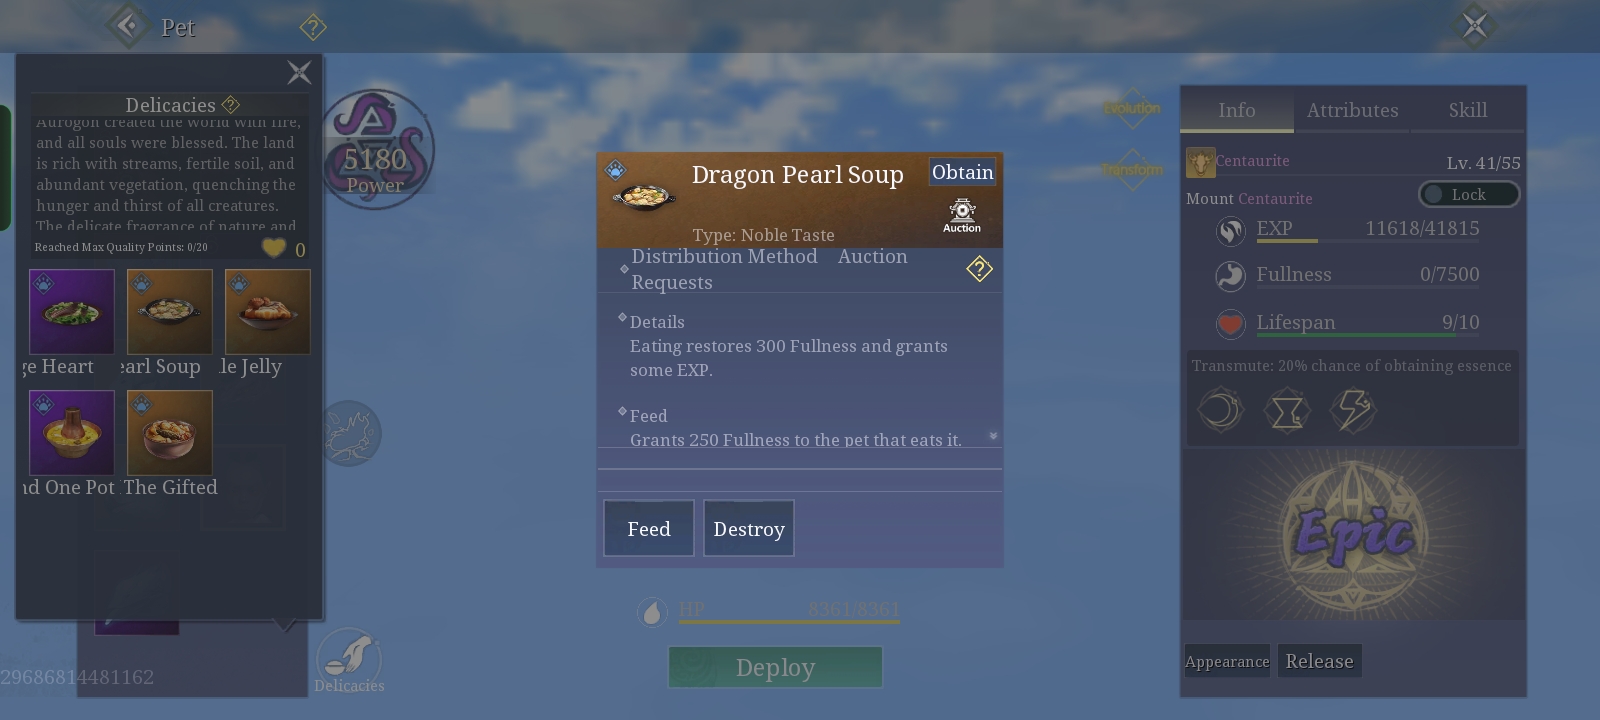 Pet
?
Delicacies ?
Aurogon created the world with fire,
and all souls were blessed. The land
is rich with streams, fertile soil, and
abundant vegetation, quenching the
hunger and thirst of all creatures.
The delicate fragrance of nature and
Reached Max Quality Points: 0/20
0
ge Heart
earl Soup
le Jelly
nd One Pot
The Gifted
29686814481162
5180
Power
Delicacies
Dragon Pearl Soup
Obtain
Auction
Type: Noble Taste
Distribution Method Auction
Requests
?
Details
Eating restores 300 Fullness and grants
some EXP.
Feed
Grants 250 Fullness to the pet that eats it.
Feed
Destroy
HP 8361/8361
Deploy
Evolution
Transform
Info
Attributes
Skill
Centaurite
Lv. 41/55
Mount Centaurite
Lock
EXP 11618/41815
Fullness 0/7500
Lifespan 9/10
Transmute: 20% chance of obtaining essence
Epic
Appearance
Release